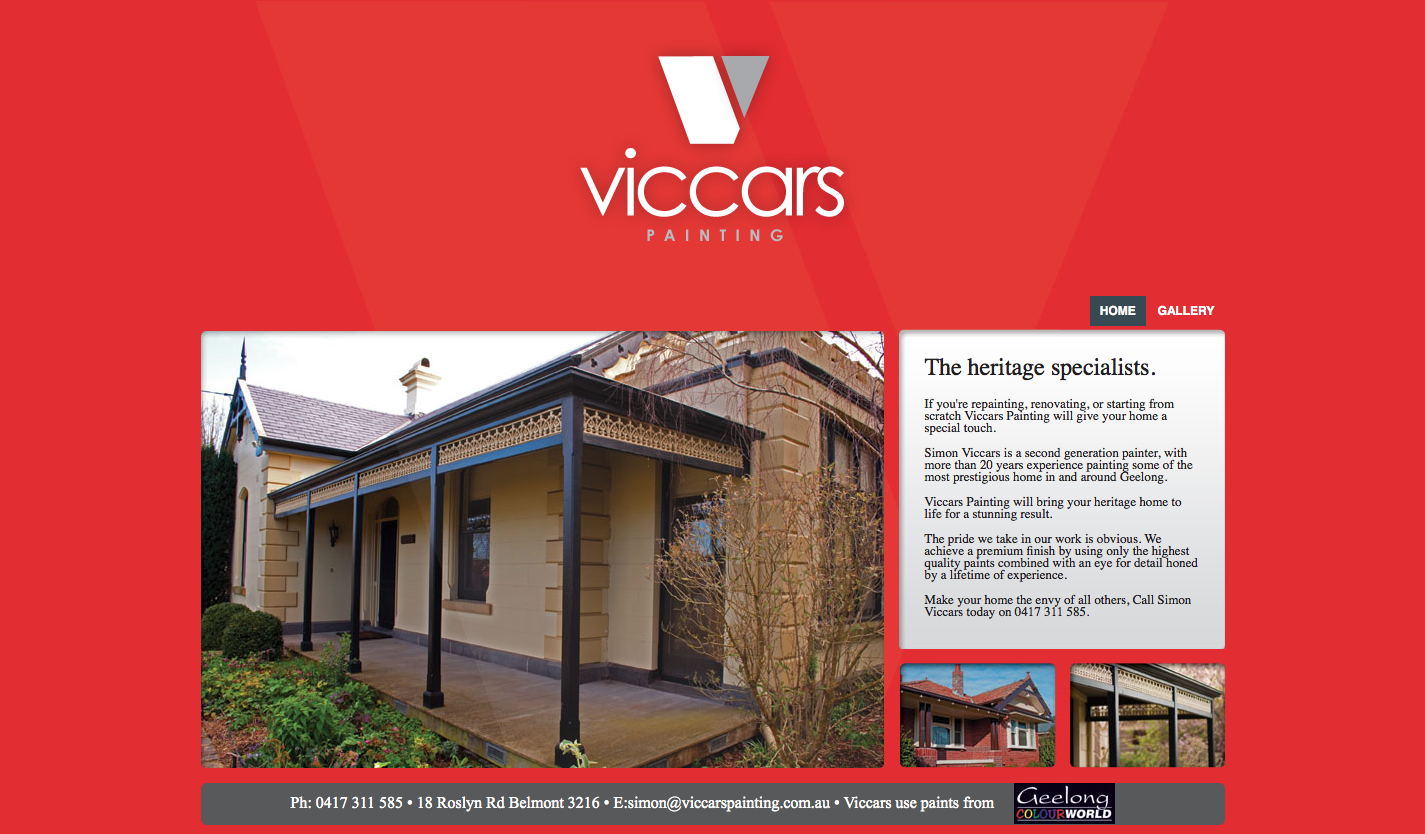 viccars
PAINTING
HOME GALLERY
The heritage specialists.
If you're repainting, renovating, or starting from
scratch Viccars Painting will give your home a
special touch.
Simon Viccars is a second generation painter, with
more than 20 years experience painting some of the
most prestigious home in and around Geelong.
Viccars Painting will bring your heritage home to
life for a stunning result.
The pride we take in our work is obvious. We
achieve a premium finish by using only the highest
quality paints combined with an eye for detail honed
by a lifetime of experience.
Make your home the envy of all others, Call Simon
Viccars today on 0417 311 585.
Ph: 0417 311 585 • 18 Roslyn Rd Belmont 3216 • E:simon@viccarspainting.com.au • Viccars use paints from
Geelong
COLOURWORLD